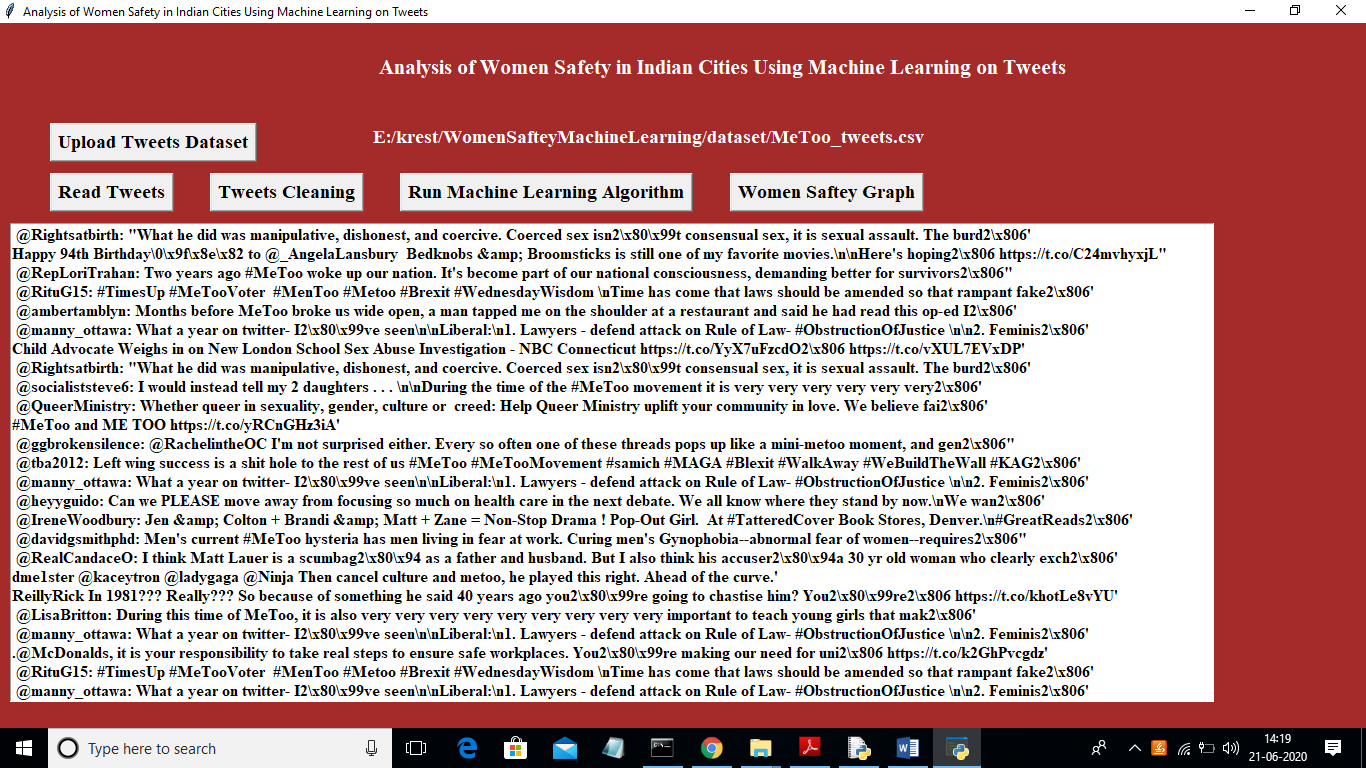 Analysis of Women Safety in Indian Cities Using Machine Learning on Tweets
Analysis of Women Safety in Indian Cities Using Machine Learning on Tweets
Upload Tweets Dataset
E:/krest/WomenSafteyMachineLearning/dataset/MeToo_tweets.csv
Read Tweets
Tweets Cleaning
Run Machine Learning Algorithm
Women Saftey Graph
@Rightsatbirth: "What he did was manipulative, dishonest, and coercive. Coerced sex isn2\x80\x99t consensual sex, it is sexual assault. The burd2\x806'
Happy 94th Birthday\0\x9f\x8e\x82 to @_AngelaLansbury  Bedknobs &amp; Broomsticks is still one of my favorite movies.\n\nHere's hoping2\x806 https://t.co/C24mvhyxjL"
@RepLoriTrahan: Two years ago #MeToo woke up our nation. It's become part of our national consciousness, demanding better for survivors2\x806"
@RituG15: #TimesUp #MeTooVoter  #MenToo #Metoo #Brexit #WednesdayWisdom \nTime has come that laws should be amended so that rampant fake2\x806'
@ambertamblyn: Months before MeToo broke us wide open, a man tapped me on the shoulder at a restaurant and said he had read this op-ed I2\x806'
@manny_ottawa: What a year on twitter- I2\x80\x99ve seen\n\nLiberal:\n1. Lawyers - defend attack on Rule of Law- #ObstructionOfJustice \n\n2. Feminis2\x806'
Child Advocate Weighs in on New London School Sex Abuse Investigation - NBC Connecticut https://t.co/YyX7uFzcdO2\x806 https://t.co/vXUL7EVxDP'
@Rightsatbirth: "What he did was manipulative, dishonest, and coercive. Coerced sex isn2\x80\x99t consensual sex, it is sexual assault. The burd2\x806'
@socialiststeve6: I would instead tell my 2 daughters . . . \n\nDuring the time of the #MeToo movement it is very very very very very very2\x806'
@QueerMinistry: Whether queer in sexuality, gender, culture or  creed: Help Queer Ministry uplift your community in love. We believe fai2\x806'
#MeToo and ME TOO https://t.co/yRCnGHz3iA'
@ggbrokensilence: @RachelintheOC I'm not surprised either. Every so often one of these threads pops up like a mini-metoo moment, and gen2\x806"
@tba2012: Left wing success is a shit hole to the rest of us #MeToo #MeTooMovement #samich #MAGA #Blexit #WalkAway #WeBuildTheWall #KAG2\x806'
@manny_ottawa: What a year on twitter- I2\x80\x99ve seen\n\nLiberal:\n1. Lawyers - defend attack on Rule of Law- #ObstructionOfJustice \n\n2. Feminis2\x806'
@heyyguido: Can we PLEASE move away from focusing so much on health care in the next debate. We all know where they stand by now.\nWe wan2\x806'
@IreneWoodbury: Jen &amp; Colton + Brandi &amp; Matt + Zane = Non-Stop Drama ! Pop-Out Girl.  At #TatteredCover Book Stores, Denver.\n#GreatReads2\x806'
@davidgsmithphd: Men's current #MeToo hysteria has men living in fear at work. Curing men's Gynophobia--abnormal fear of women--requires2\x806"
@RealCandaceO: I think Matt Lauer is a scumbag2\x80\x94 as a father and husband. But I also think his accuser2\x80\x94a 30 yr old woman who clearly exch2\x806'
dme1ster @kaceytron @ladygaga @Ninja Then cancel culture and metoo, he played this right. Ahead of the curve.'
ReillyRick In 1981??? Really??? So because of something he said 40 years ago you2\x80\x99re going to chastise him? You2\x80\x99re2\x806 https://t.co/khotLe8vYU'
@LisaBritton: During this time of MeToo, it is also very very very very very very very very very important to teach young girls that mak2\x806'
@manny_ottawa: What a year on twitter- I2\x80\x99ve seen\n\nLiberal:\n1. Lawyers - defend attack on Rule of Law- #ObstructionOfJustice \n\n2. Feminis2\x806'
.@McDonalds, it is your responsibility to take real steps to ensure safe workplaces. You2\x80\x99re making our need for uni2\x806 https://t.co/k2GhPvcgdz'
@RituG15: #TimesUp #MeTooVoter  #MenToo #Metoo #Brexit #WednesdayWisdom \nTime has come that laws should be amended so that rampant fake2\x806'
@manny_ottawa: What a year on twitter- I2\x80\x99ve seen\n\nLiberal:\n1. Lawyers - defend attack on Rule of Law- #ObstructionOfJustice \n\n2. Feminis2\x806'
Type here to search
14:19
21-06-2020